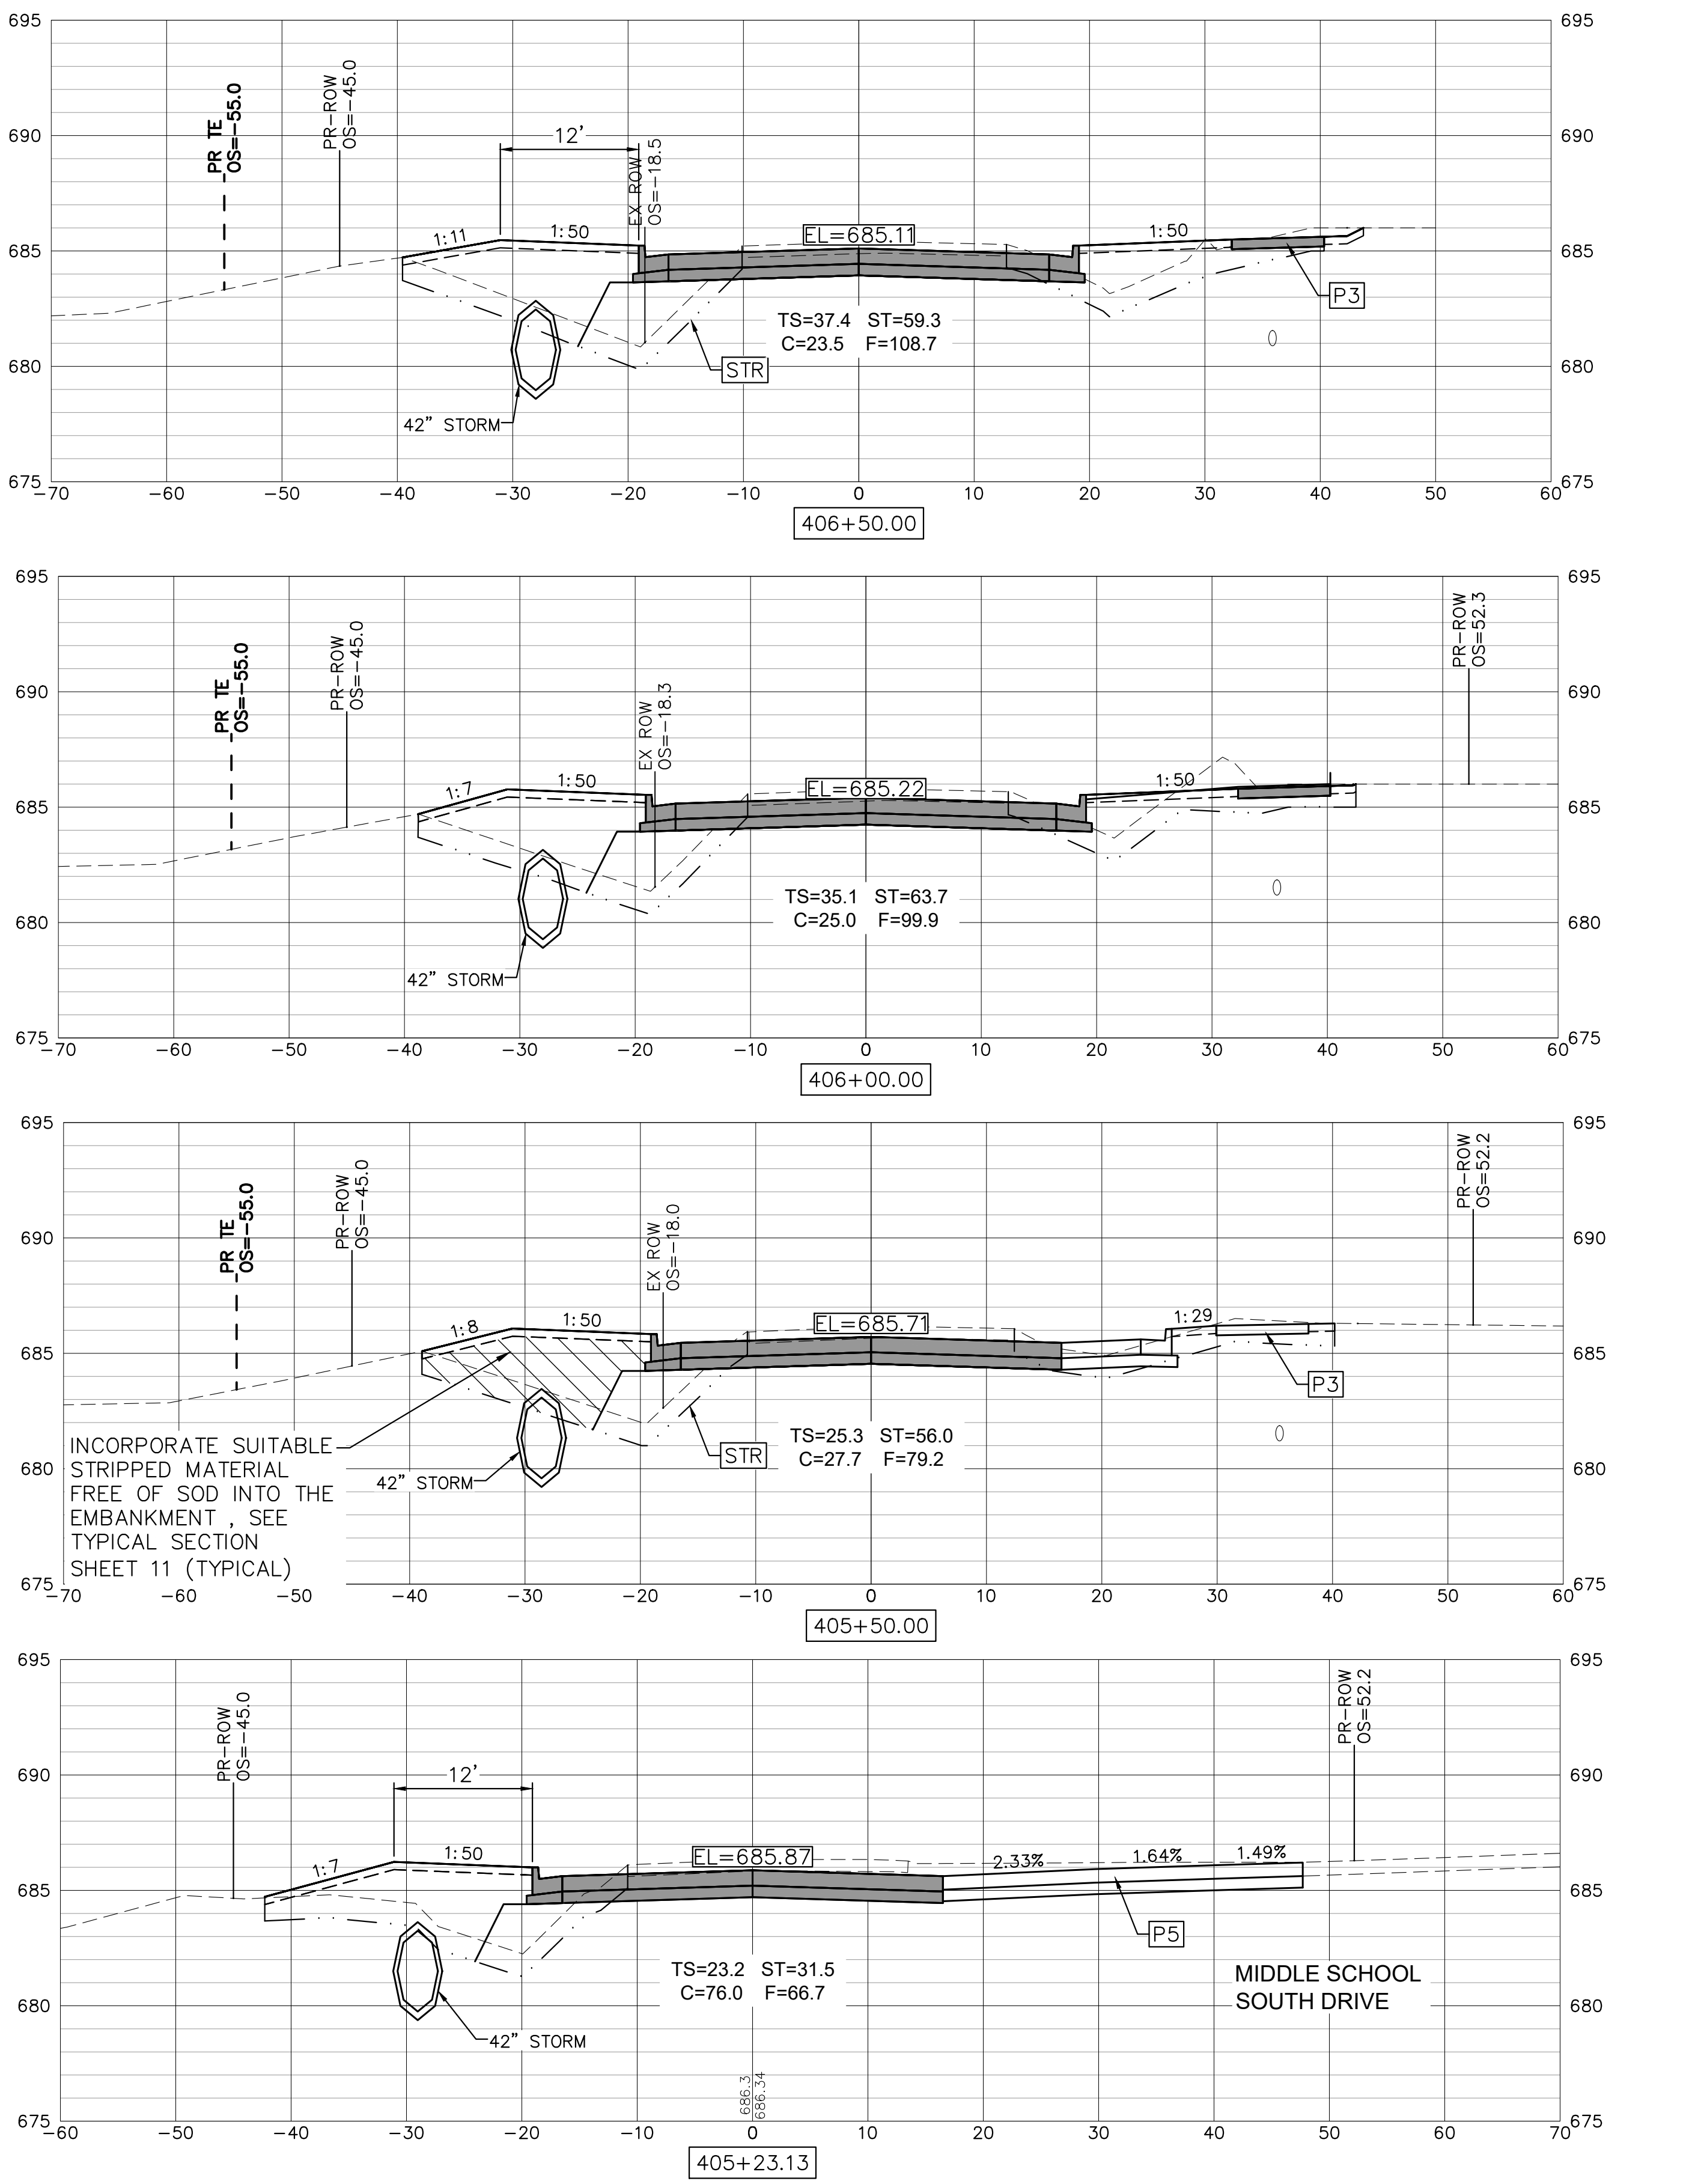 695
695
PR TE
OS=-55.0
PR-ROW
OS=-45.0
690
690
12'
EX ROW
OS=-18.5
1:11
1:50
EL=685.11
1:50
685
685
P3
TS=37.4 ST=59.3
C=23.5 F=108.7
STR
680
680
42" STORM
675
675
-70 -60 -50 -40 -30 -20 -10 0 10 20 30 40 50 60
406+50.00
695
695
PR-ROW
OS=52.3
PR TE
OS=-55.0
PR-ROW
OS=-45.0
690
690
EX ROW
OS=-18.3
1:7
1:50
EL=685.22
1:50
685
685
TS=35.1 ST=63.7
C=25.0 F=99.9
680
680
42" STORM
675
675
-70 -60 -50 -40 -30 -20 -10 0 10 20 30 40 50 60
406+00.00
695
695
PR-ROW
OS=52.2
PR TE
OS=-55.0
PR-ROW
OS=-45.0
690
690
EX ROW
OS=-18.0
1:8
1:50
EL=685.71
1:29
685
685
P3
TS=25.3 ST=56.0
C=27.7 F=79.2
STR
INCORPORATE SUITABLE
STRIPPED MATERIAL
FREE OF SOD INTO THE
EMBANKMENT , SEE
TYPICAL SECTION
SHEET 11 (TYPICAL)
680
680
42" STORM
675
675
-70 -60 -50 -40 -30 -20 -10 0 10 20 30 40 50 60
405+50.00
695
695
PR-ROW
OS=-45.0
PR-ROW
OS=52.2
690
690
12'
1:7
1:50
EL=685.87
2.33%
1.64%
1.49%
685
685
P5
TS=23.2 ST=31.5
C=76.0 F=66.7
MIDDLE SCHOOL
SOUTH DRIVE
680
680
42" STORM
686.3
686.34
675
675
-60 -50 -40 -30 -20 -10 0 10 20 30 40 50 60 70
405+23.13